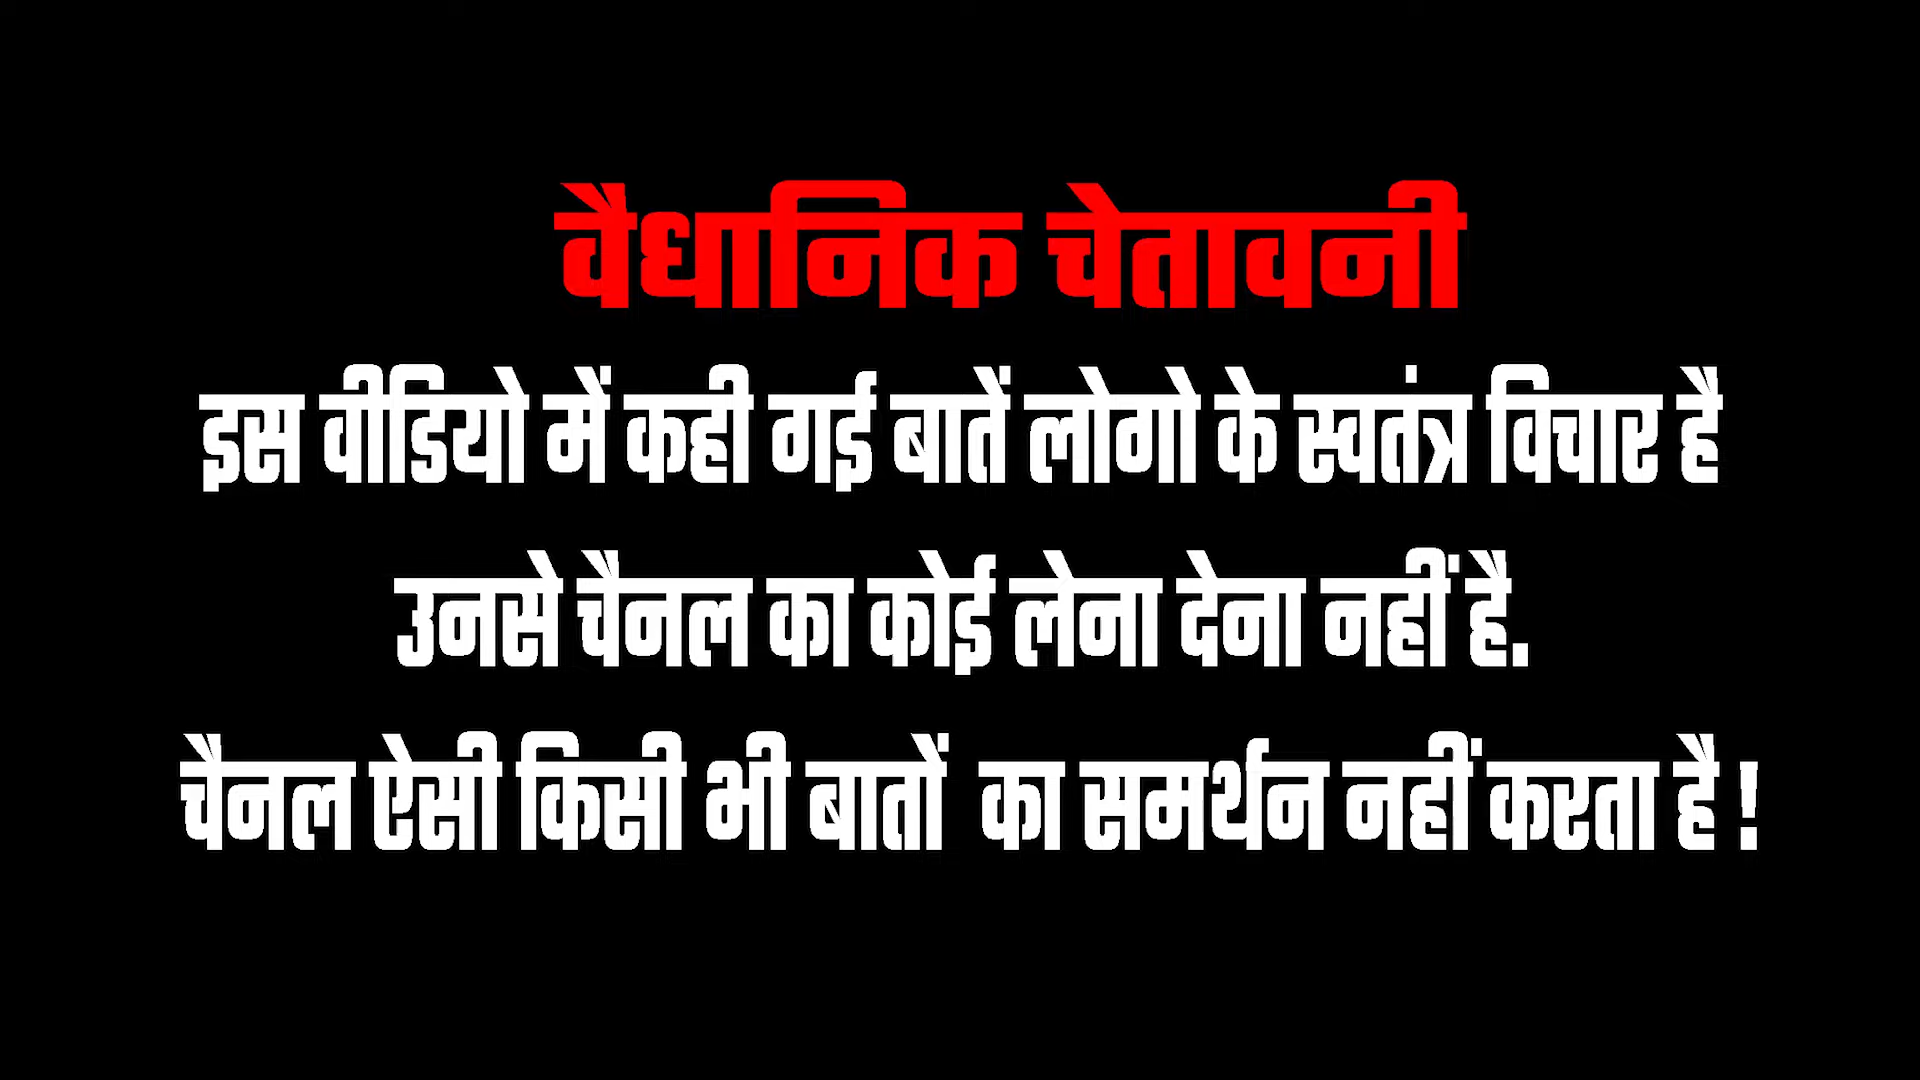 वैधानिक चेतावनी
इस वीडियो में कही गई बातें लोगो के स्वतंत्र विचार है
उनसे चैनल का कोई लेना देना नहीं है.
चैनल ऐसी किसी भी बातों का समर्थन नहीं करता है !